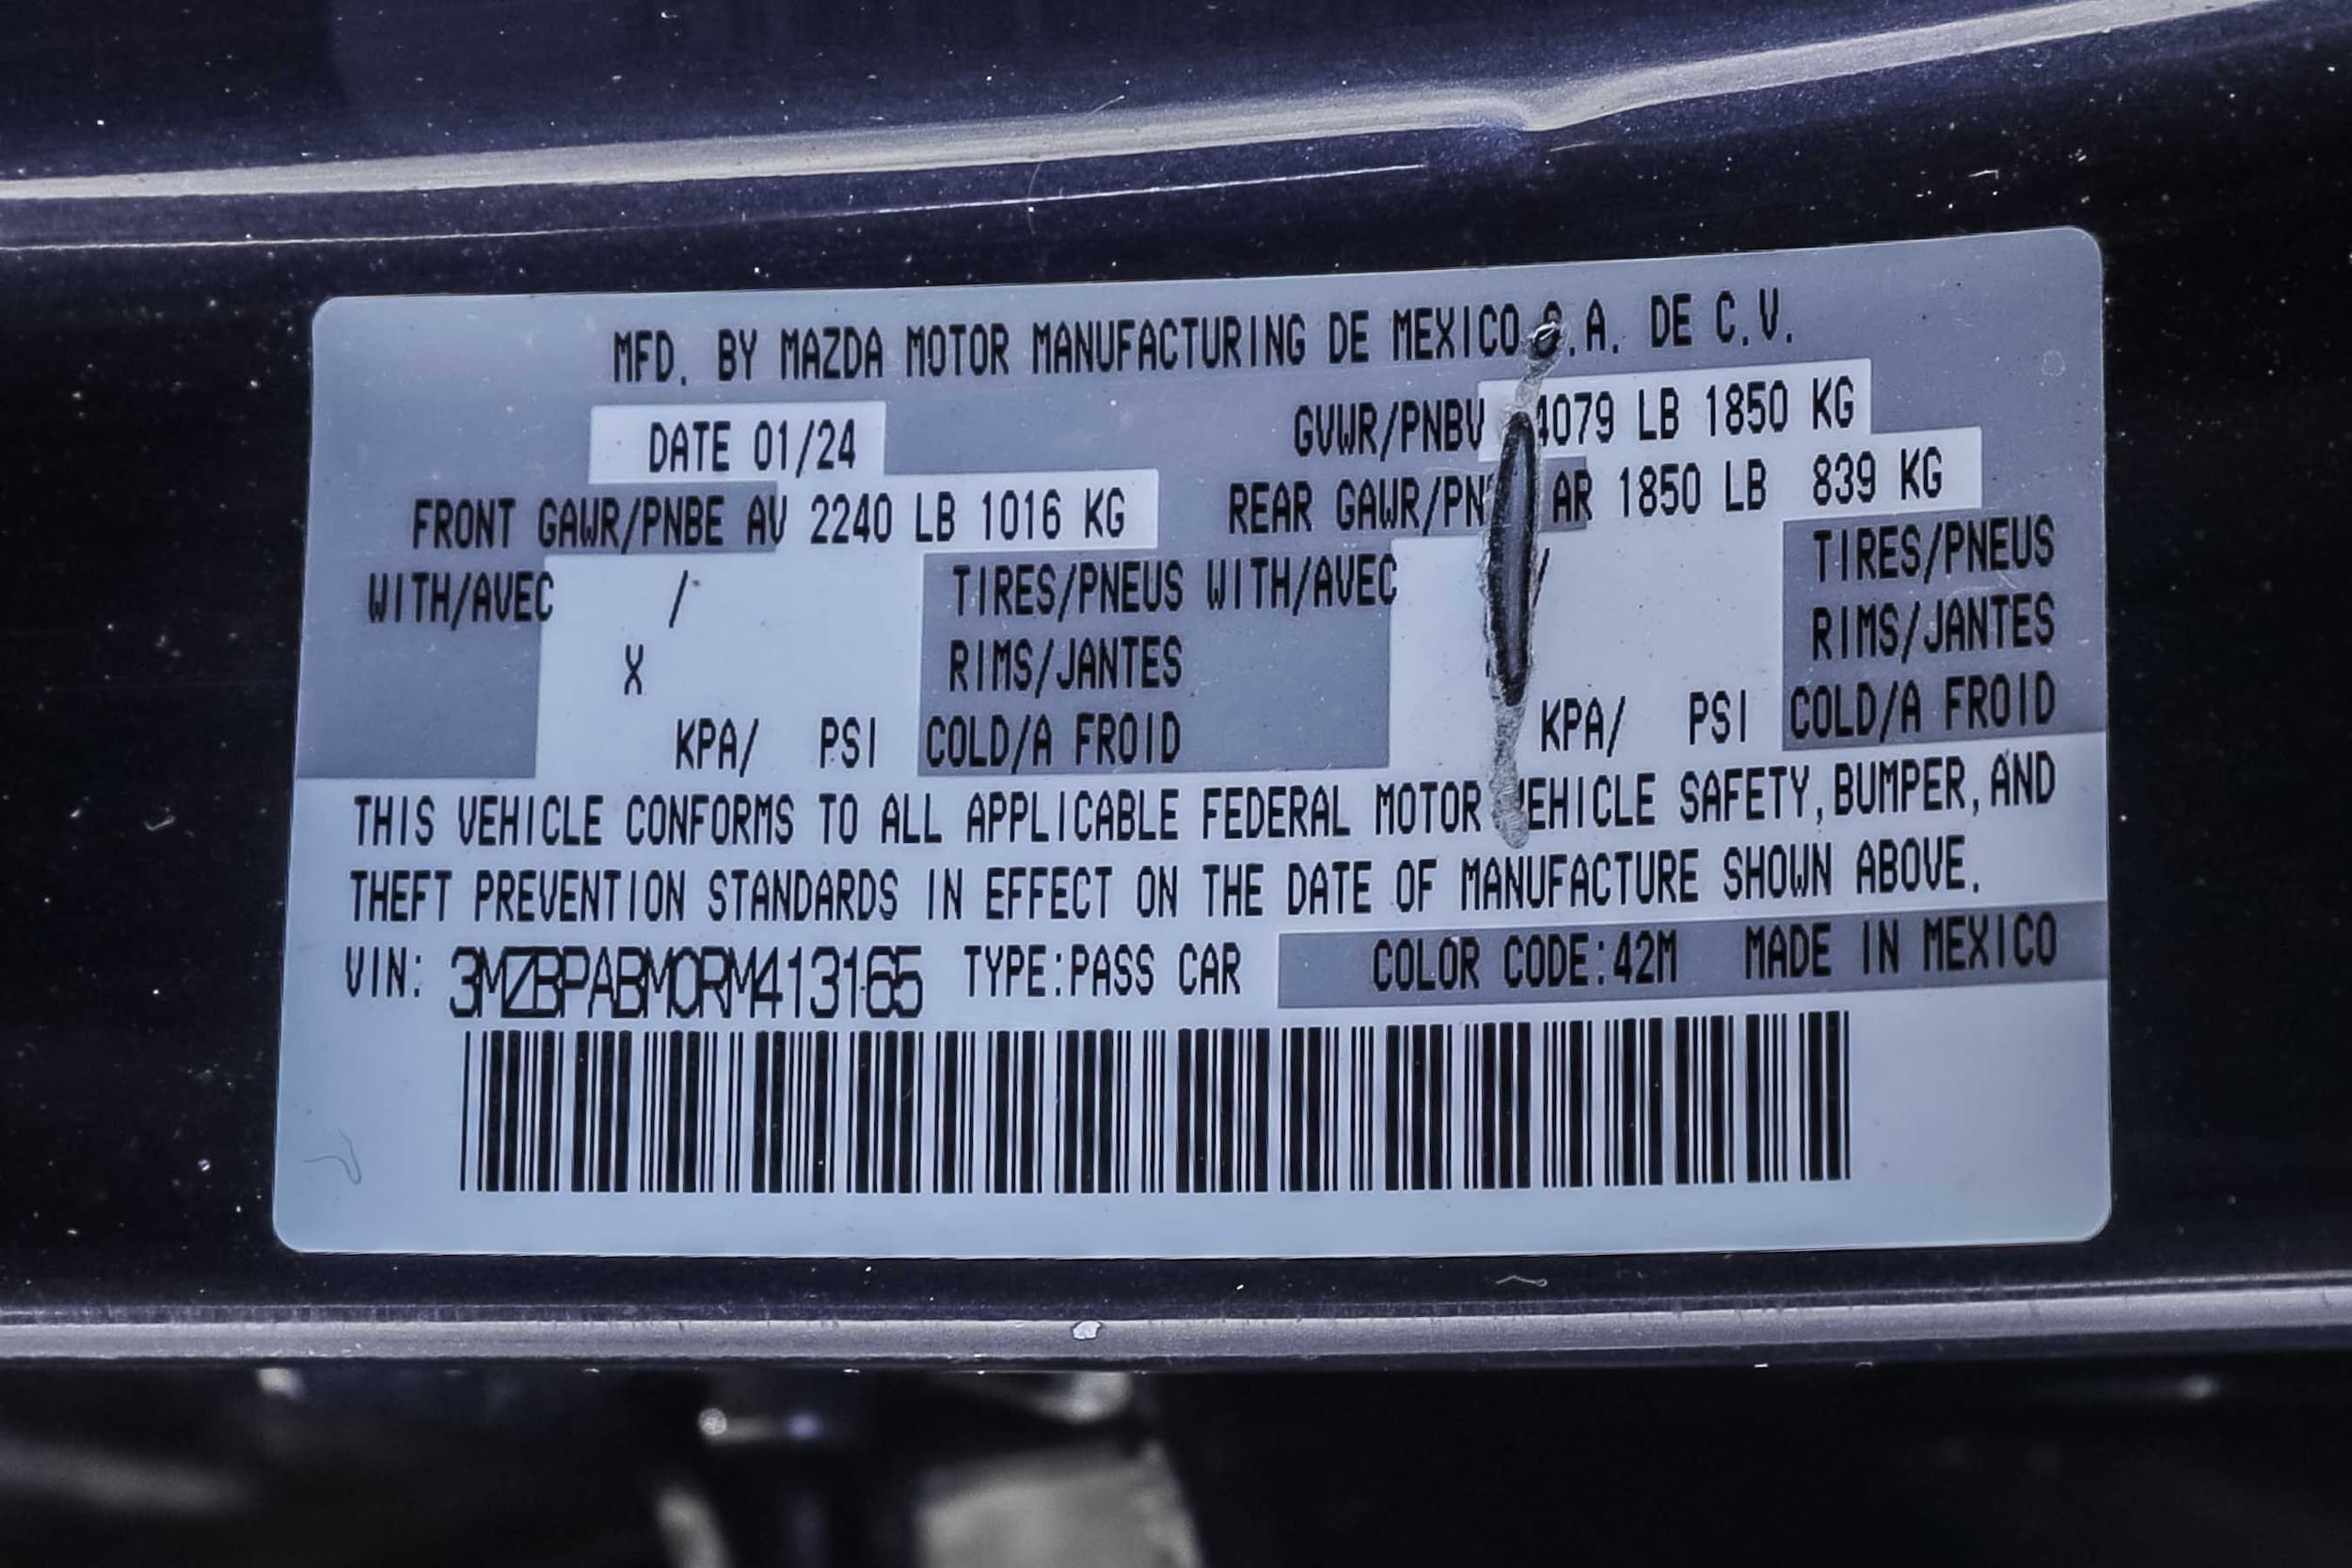 MFD. BY MAZDA MOTOR MANUFACTURING DE MEXICO S.A. DE C.V.
DATE 01/24 GVWR/PNBV 4079 LB 1850 KG
FRONT GAWR/PNBE AV 2240 LB 1016 KG REAR GAWR/PN AR 1850 LB 839 KG
WITH/AVEC / TIRES/PNEUS WITH/AVEC / TIRES/PNEUS
X RIMS/JANTES RIMS/JANTES
KPA/ PSI COLD/A FROID KPA/ PSI COLD/A FROID
THIS VEHICLE CONFORMS TO ALL APPLICABLE FEDERAL MOTOR VEHICLE SAFETY, BUMPER, AND
THEFT PREVENTION STANDARDS IN EFFECT ON THE DATE OF MANUFACTURE SHOWN ABOVE.
VIN: 3MZBPABM0RM413165 TYPE:PASS CAR COLOR CODE:42M MADE IN MEXICO